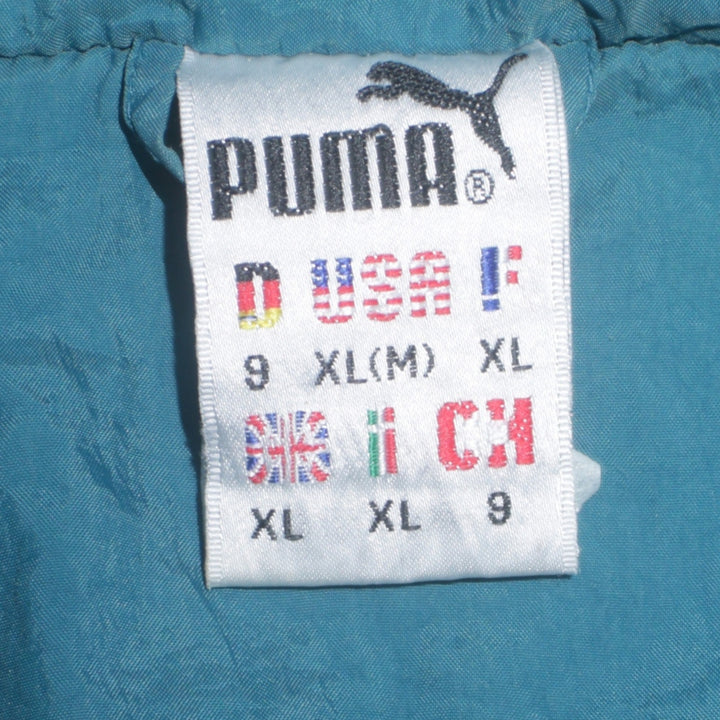 PUMA®
D USA F
9 XL(M) XL
GB I CH
XL XL 9